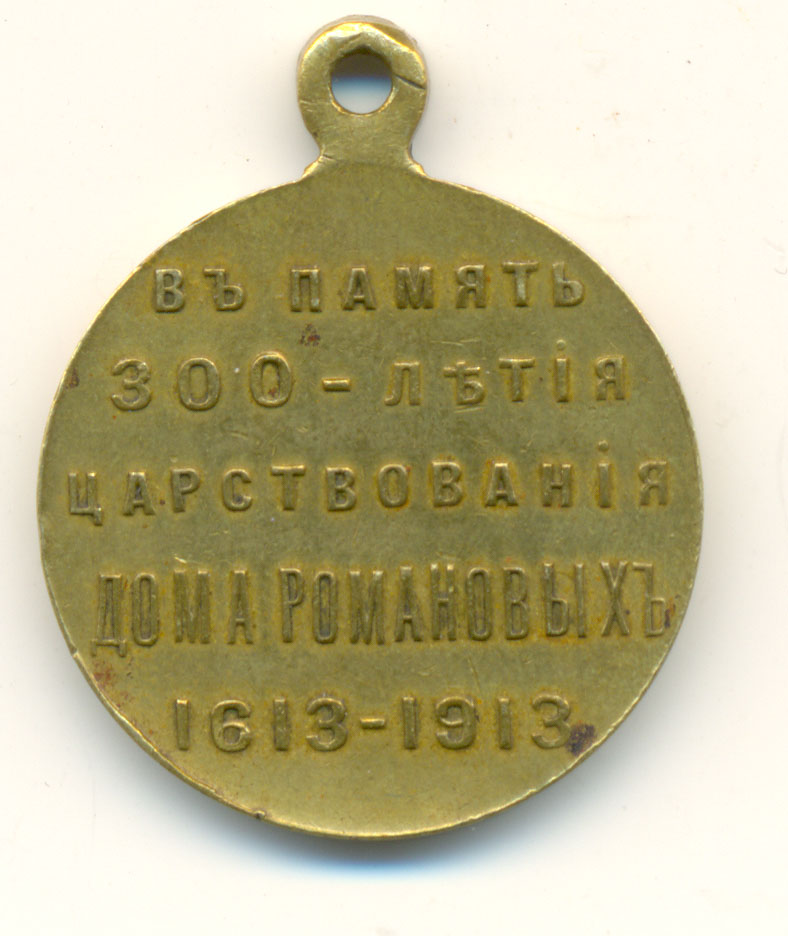 ВЪ ПАМЯТЬ
300-ЛѢТІЯ
ЦАРСТВОВАНІЯ
ДОМА РОМАНОВЫХЪ
1613-1913